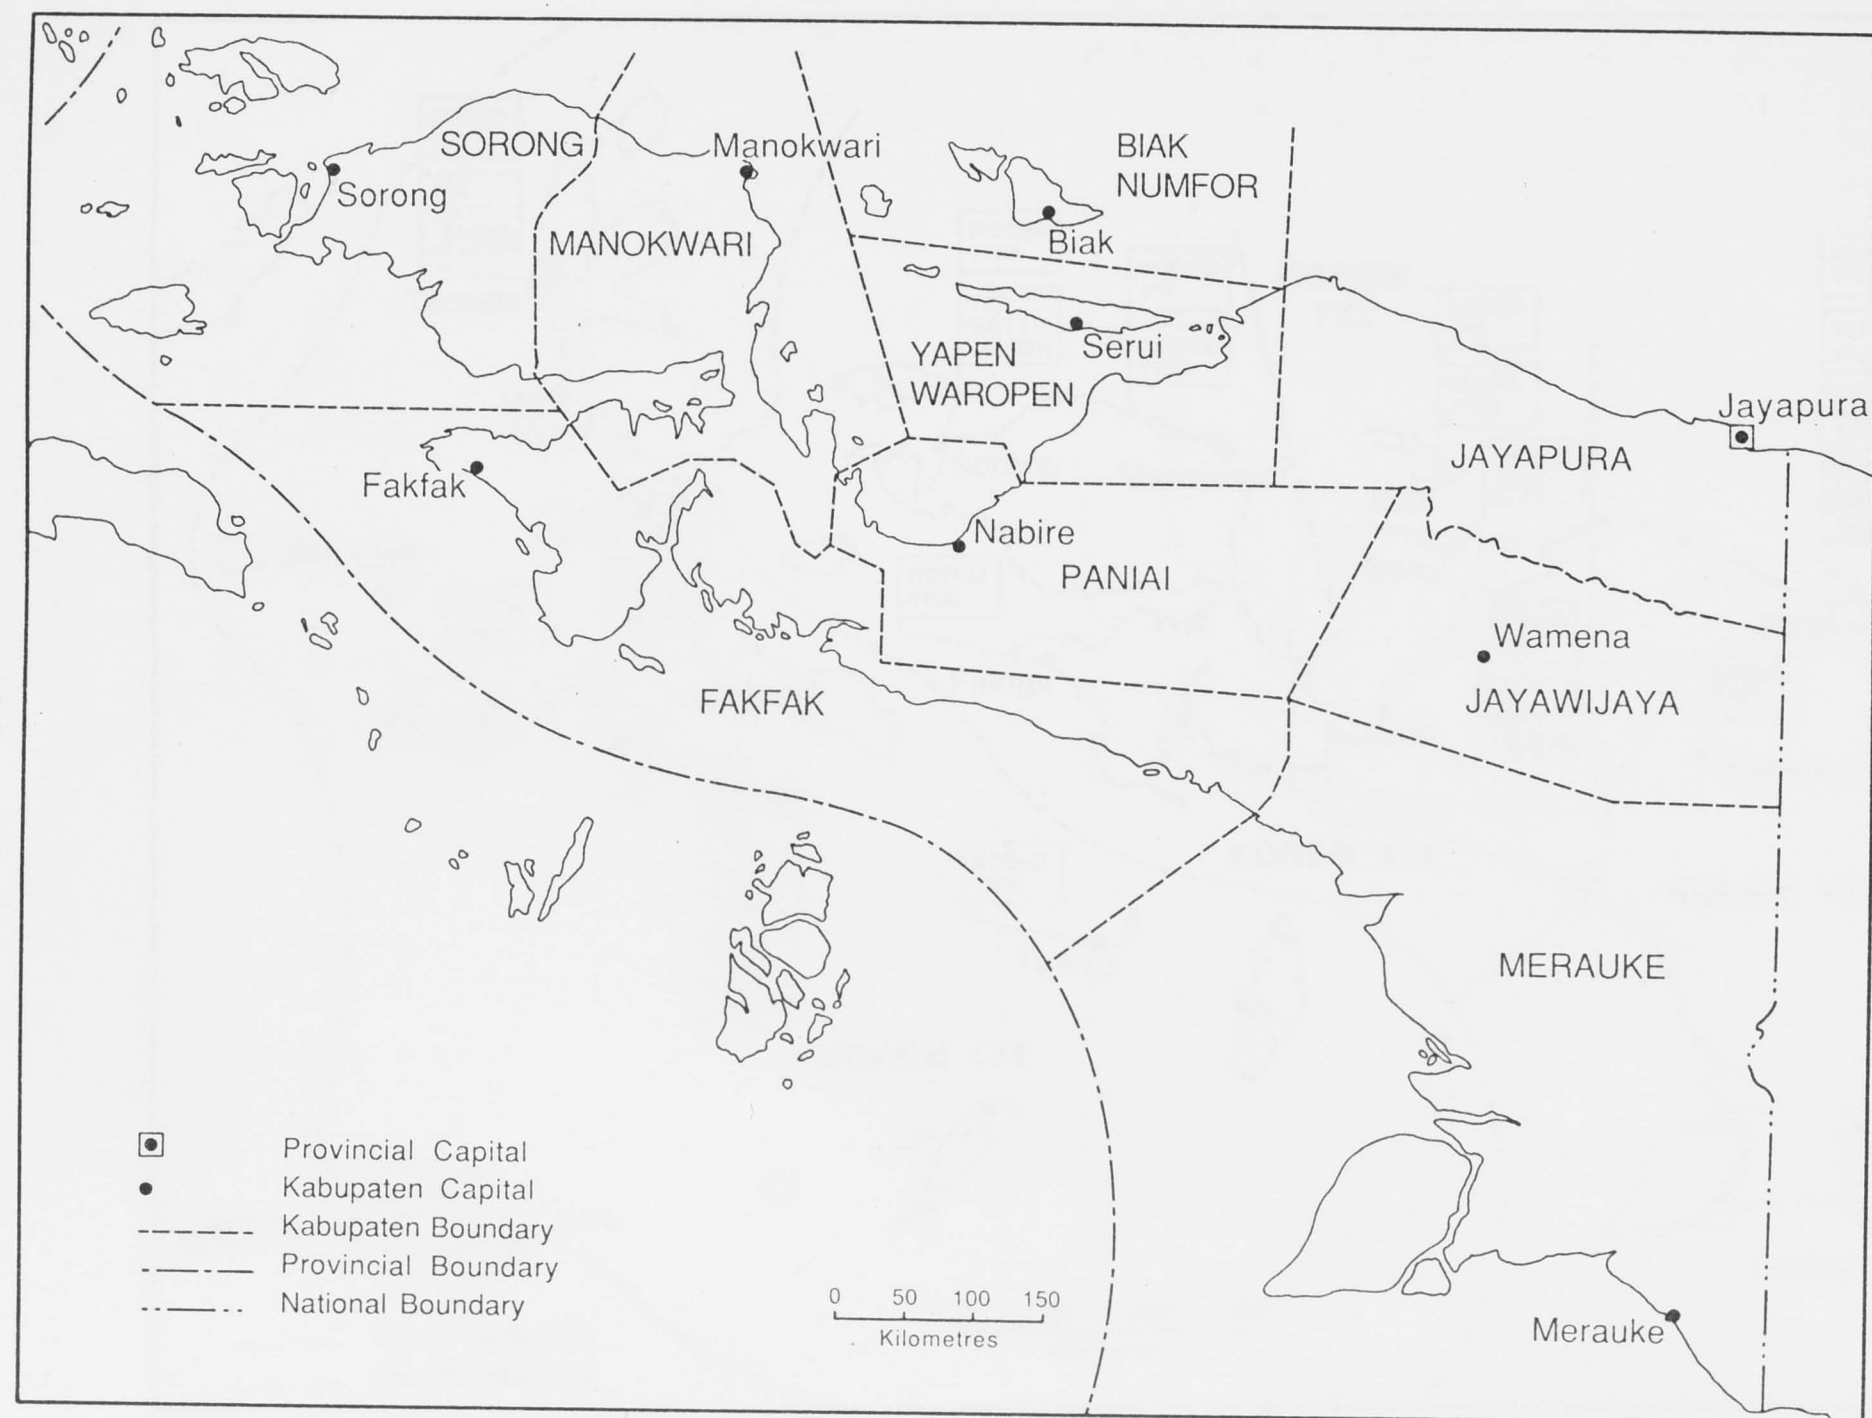 SORONG
Sorong
Manokwari
MANOKWARI
BIAK
NUMFOR
Biak
Serui
YAPEN
WAROPEN
Jayapura
JAYAPURA
Fakfak
Nabire
PANIAI
Wamena
JAYAWIJAYA
FAKFAK
MERAUKE
Merauke
Provincial Capital
Kabupaten Capital
Kabupaten Boundary
Provincial Boundary
National Boundary
0 50 100 150
Kilometres